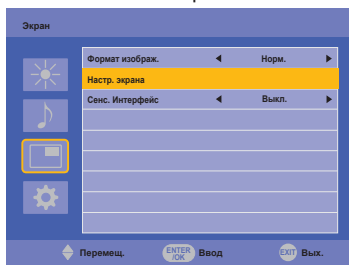 Экран
Формат изображ. Норм.
Настр. экрана
Сенс. Интерфейс Выкл.
Перемещ. ENTER /OK Ввод EXIT Вых.